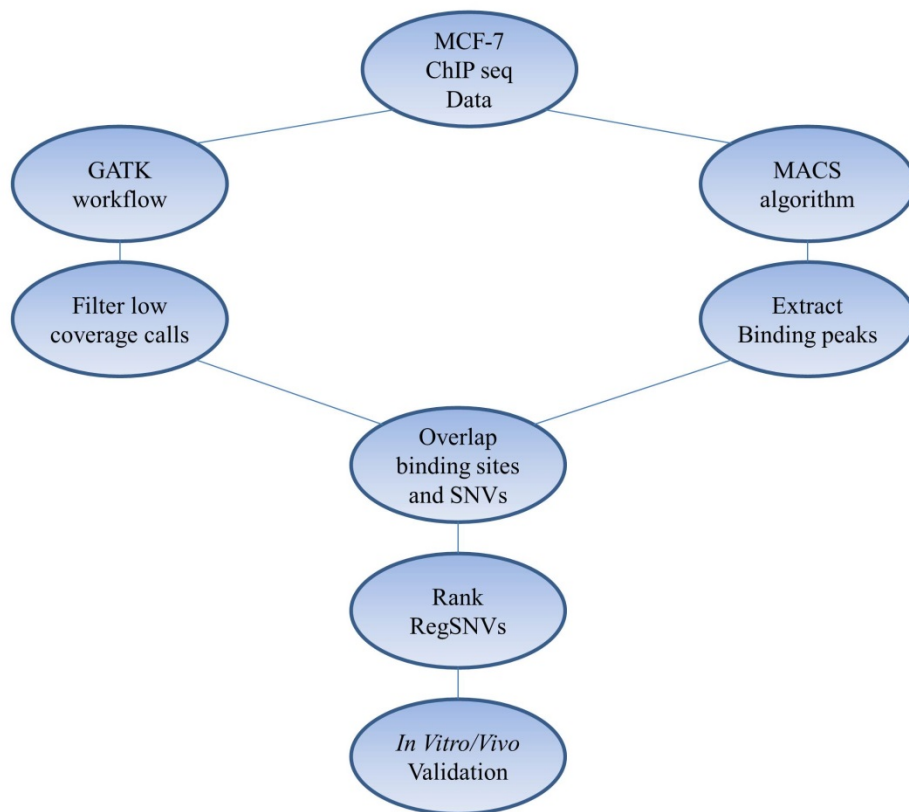 MCF-7
ChIP seq
Data
GATK
workflow
MACS
algorithm
Filter low
coverage calls
Extract
Binding peaks
Overlap
binding sites
and SNVs
Rank
RegSNVs
In Vitro/Vivo
Validation